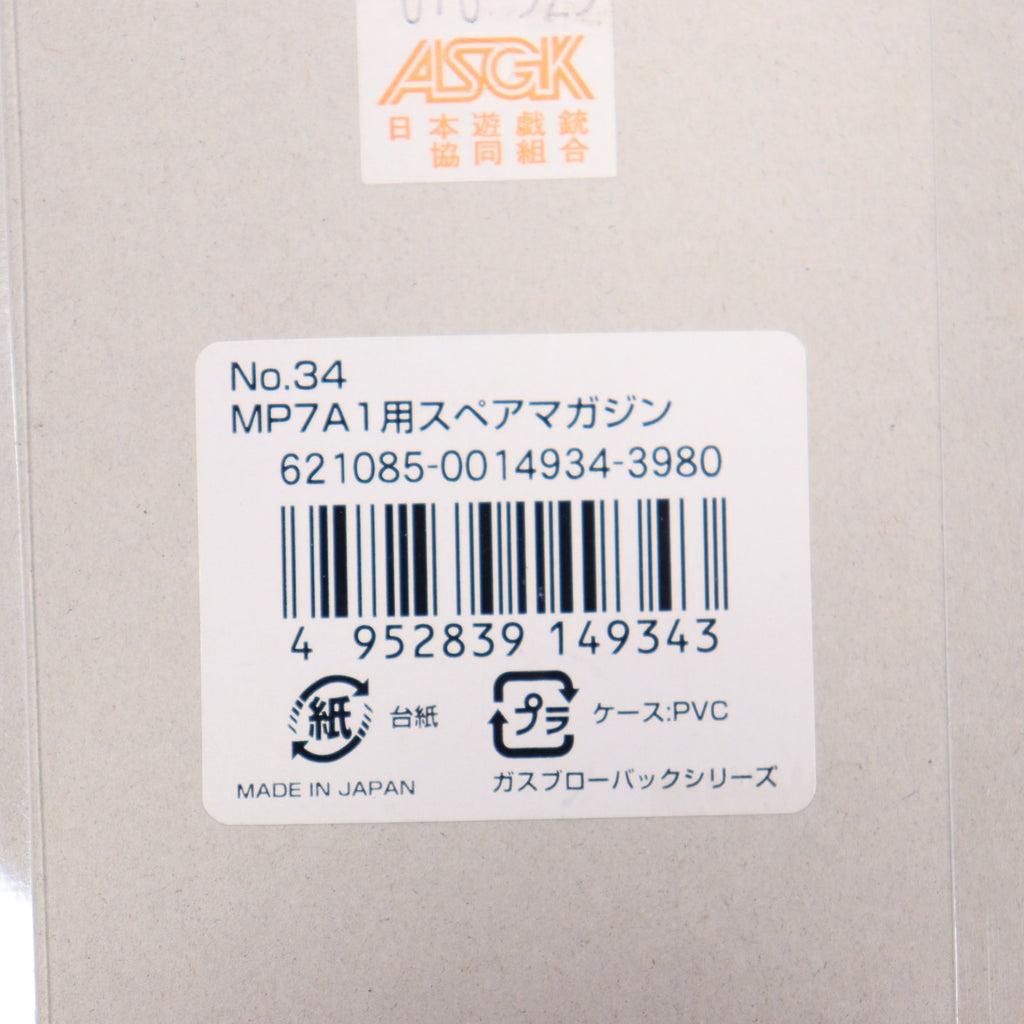 ASGK
日本遊戯銃
協同組合
No.34
MP7A1用スペアマガジン
621085-0014934-3980
4 952839 149343
紙 台紙 プラ ケース:PVC
MADE IN JAPAN ガスブローバックシリーズ